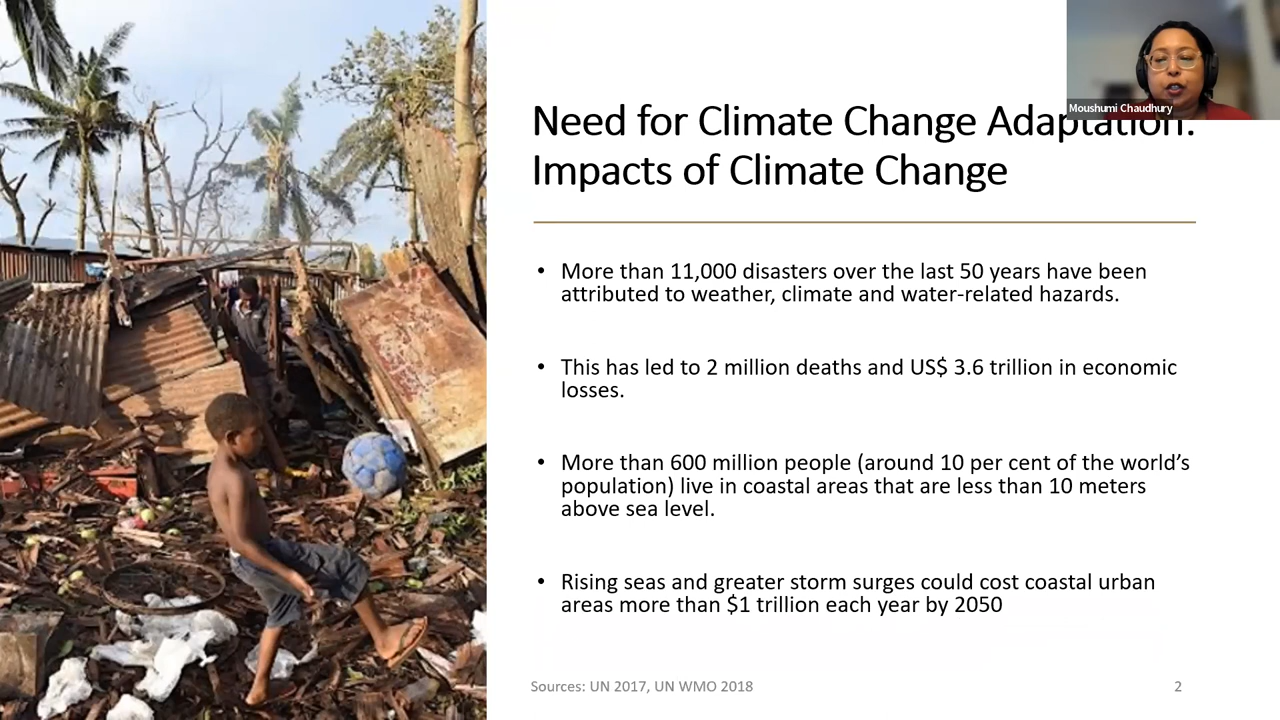 Moushumi Chaudhury
Need for Climate Change Adaptation:
Impacts of Climate Change
• More than 11,000 disasters over the last 50 years have been
attributed to weather, climate and water-related hazards.
• This has led to 2 million deaths and US$ 3.6 trillion in economic
losses.
• More than 600 million people (around 10 per cent of the world’s
population) live in coastal areas that are less than 10 meters
above sea level.
• Rising seas and greater storm surges could cost coastal urban
areas more than $1 trillion each year by 2050
Sources: UN 2017, UN WMO 2018
2